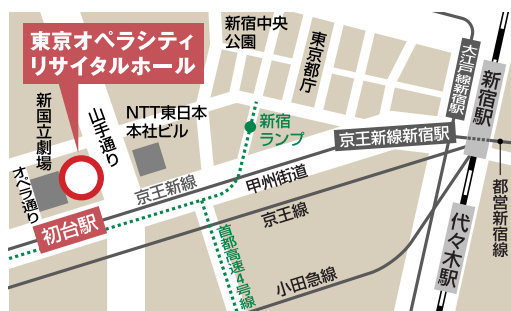 東京オペラシティ
リサイタルホール
新宿中央
公園
東京都庁
大江戸線新宿駅
新宿駅
新国立劇場
山手通り
NTT東日本
本社ビル
新宿
ランプ
京王新線新宿駅
オペラ通り
京王新線
甲州街道
都営新宿線
初台駅
京王線
代々木駅
首都高速4号線
小田急線